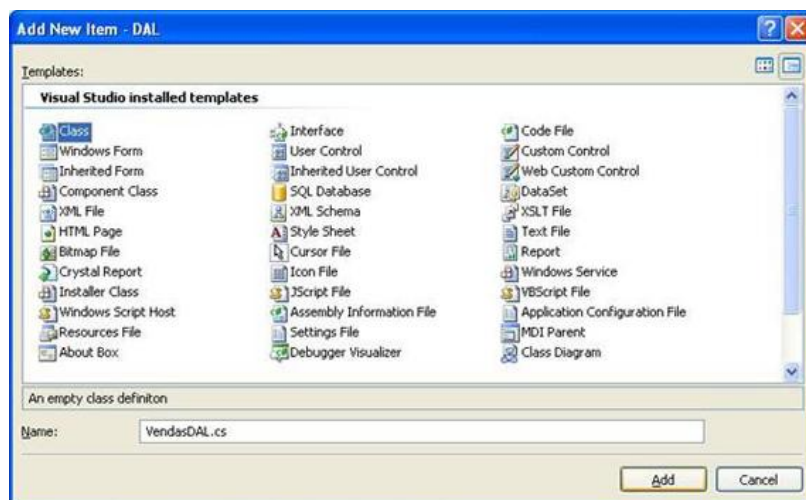 Add New Item - DAL
Templates:
Visual Studio installed templates
Class Interface Code File
Windows Form User Control Custom Control
Inherited Form Inherited User Control Web Custom Control
Component Class SQL Database DataSet
XML File XML Schema XSLT File
HTML Page Style Sheet Text File
Bitmap File Cursor File Report
Crystal Report Icon File Windows Service
Installer Class JScript File VBScript File
Windows Script Host Assembly Information File Application Configuration File
Resources File Settings File MDI Parent
About Box Debugger Visualizer Class Diagram
An empty class definiton
Name: VendasDAL.cs
Add Cancel